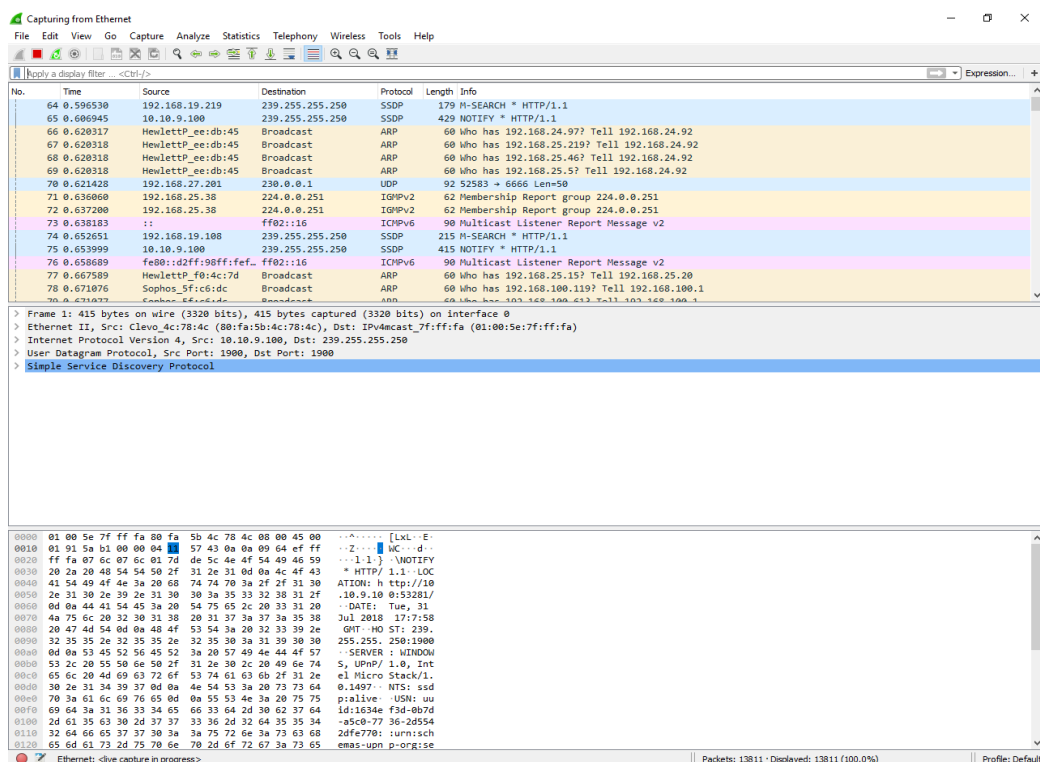 Capturing from Ethernet
File Edit View Go Capture Analyze Statistics Telephony Wireless Tools Help
Apply a display filter ... <Ctrl-/> Expression... +
No. Time Source Destination Protocol Length Info
64 0.596530 192.168.19.219 239.255.255.250 SSDP 179 M-SEARCH * HTTP/1.1
65 0.606945 10.10.9.100 239.255.255.250 SSDP 429 NOTIFY * HTTP/1.1
66 0.620317 HewlettP_ee:db:45 Broadcast ARP 60 Who has 192.168.24.97? Tell 192.168.24.92
67 0.620318 HewlettP_ee:db:45 Broadcast ARP 60 Who has 192.168.25.219? Tell 192.168.24.92
68 0.620318 HewlettP_ee:db:45 Broadcast ARP 60 Who has 192.168.25.46? Tell 192.168.24.92
69 0.620318 HewlettP_ee:db:45 Broadcast ARP 60 Who has 192.168.25.5? Tell 192.168.24.92
70 0.621428 192.168.27.201 230.0.0.1 UDP 92 52583 → 6666 Len=50
71 0.636060 192.168.25.38 224.0.0.251 IGMPv2 62 Membership Report group 224.0.0.251
72 0.637200 192.168.25.38 224.0.0.251 IGMPv2 62 Membership Report group 224.0.0.251
73 0.638183 :: ff02::16 ICMPv6 90 Multicast Listener Report Message v2
74 0.652651 192.168.19.108 239.255.255.250 SSDP 215 M-SEARCH * HTTP/1.1
75 0.653999 10.10.9.100 239.255.255.250 SSDP 415 NOTIFY * HTTP/1.1
76 0.658689 fe80::d2ff:98ff:fef… ff02::16 ICMPv6 90 Multicast Listener Report Message v2
77 0.667589 HewlettP_f0:4c:7d Broadcast ARP 60 Who has 192.168.25.15? Tell 192.168.25.20
78 0.671076 Sophos_5f:c6:dc Broadcast ARP 60 Who has 192.168.100.119? Tell 192.168.100.1
79 0.671077 Sophos_5f:c6:dc Broadcast ARP 60 Who has 192.168.100.61? Tell 192.168.100.1
> Frame 1: 415 bytes on wire (3320 bits), 415 bytes captured (3320 bits) on interface 0
> Ethernet II, Src: Clevo_4c:78:4c (80:fa:5b:4c:78:4c), Dst: IPv4mcast_7f:ff:fa (01:00:5e:7f:ff:fa)
> Internet Protocol Version 4, Src: 10.10.9.100, Dst: 239.255.255.250
> User Datagram Protocol, Src Port: 1900, Dst Port: 1900
> Simple Service Discovery Protocol
0000 01 00 5e 7f ff fa 80 fa 5b 4c 78 4c 08 00 45 00 ··^····· [LxL··E·
0010 01 91 5a b1 00 00 04 11 57 43 0a 0a 09 64 ef ff ··Z····· WC···d··
0020 ff fa 07 6c 07 6c 01 7d de 5c 4e 4f 54 49 46 59 ···l·l·} ·\NOTIFY
0030 20 2a 20 48 54 54 50 2f 31 2e 31 0d 0a 4c 4f 43 * HTTP/ 1.1··LOC
0040 41 54 49 4f 4e 3a 20 68 74 74 70 3a 2f 2f 31 30 ATION: h ttp://10
0050 2e 31 30 2e 39 2e 31 30 30 3a 35 33 32 38 31 2f .10.9.10 0:53281/
0060 0d 0a 44 41 54 45 3a 20 54 75 65 2c 20 33 31 20 ··DATE: Tue, 31
0070 4a 75 6c 20 32 30 31 38 20 31 37 3a 37 3a 35 38 Jul 2018 17:7:58
0080 20 47 4d 54 0d 0a 48 4f 53 54 3a 20 32 33 39 2e GMT··HO ST: 239.
0090 32 35 35 2e 32 35 35 2e 32 35 30 3a 31 39 30 30 255.255. 250:1900
00a0 0d 0a 53 45 52 56 45 52 3a 20 57 49 4e 44 4f 57 ··SERVER : WINDOW
00b0 53 2c 20 55 50 6e 50 2f 31 2e 30 2c 20 49 6e 74 S, UPnP/ 1.0, Int
00c0 65 6c 20 4d 69 63 72 6f 53 74 61 63 6b 2f 31 2e el Micro Stack/1.
00d0 30 2e 31 34 39 37 0d 0a 4e 54 53 3a 20 73 73 64 0.1497·· NTS: ssd
00e0 70 3a 61 6c 69 76 65 0d 0a 55 53 4e 3a 20 75 75 p:alive· ·USN: uu
00f0 69 64 3a 31 36 33 34 65 66 33 64 2d 30 62 37 64 id:1634e f3d-0b7d
0100 2d 61 35 63 30 2d 37 37 33 36 2d 32 64 35 35 34 -a5c0-77 36-2d554
0110 32 64 66 65 37 37 30 3a 3a 75 72 6e 3a 73 63 68 2dfe770: :urn:sch
0120 65 6d 61 73 2d 75 70 6e 70 2d 6f 72 67 3a 73 65 emas-upn p-org:se
Ethernet: <live capture in progress> Packets: 13811 · Displayed: 13811 (100.0%) Profile: Default